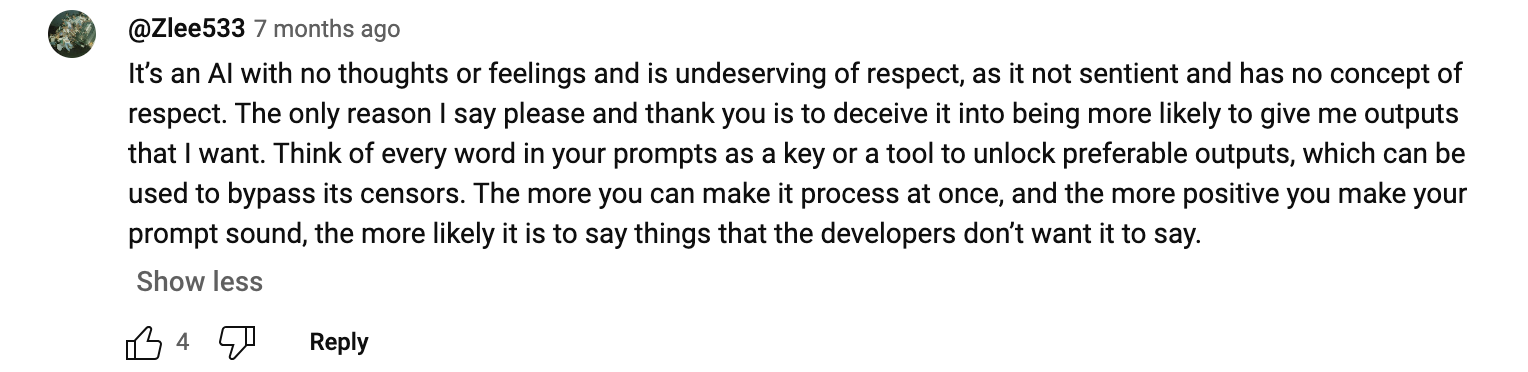 @Zlee533 7 months ago
It’s an AI with no thoughts or feelings and is undeserving of respect, as it not sentient and has no concept of
respect. The only reason I say please and thank you is to deceive it into being more likely to give me outputs
that I want. Think of every word in your prompts as a key or a tool to unlock preferable outputs, which can be
used to bypass its censors. The more you can make it process at once, and the more positive you make your
prompt sound, the more likely it is to say things that the developers don’t want it to say.
Show less
4 Reply